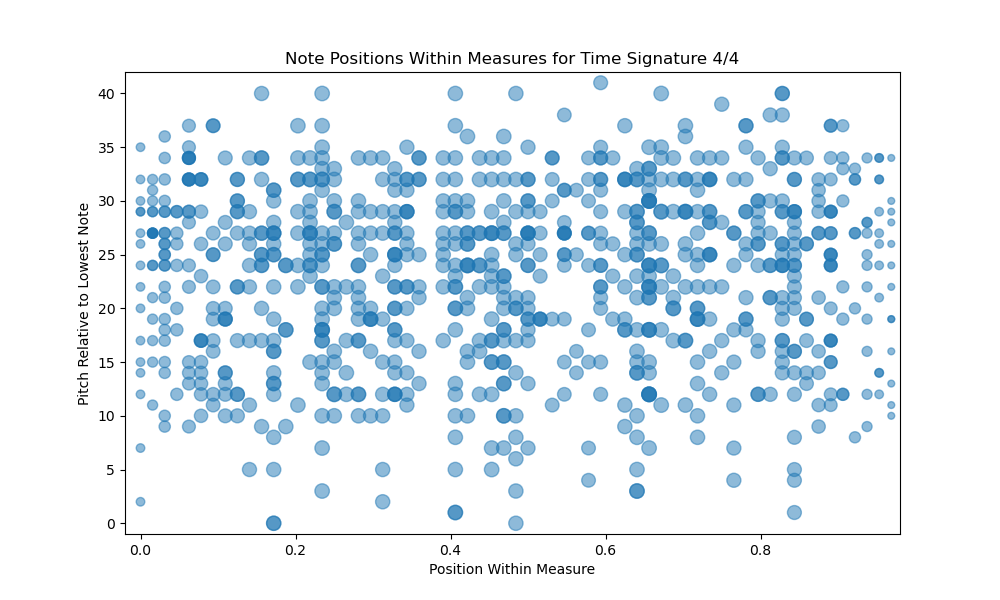 Note Positions Within Measures for Time Signature 4/4
Pitch Relative to Lowest Note
40
35
30
25
20
15
10
5
0
0.0 0.2 0.4 0.6 0.8
Position Within Measure